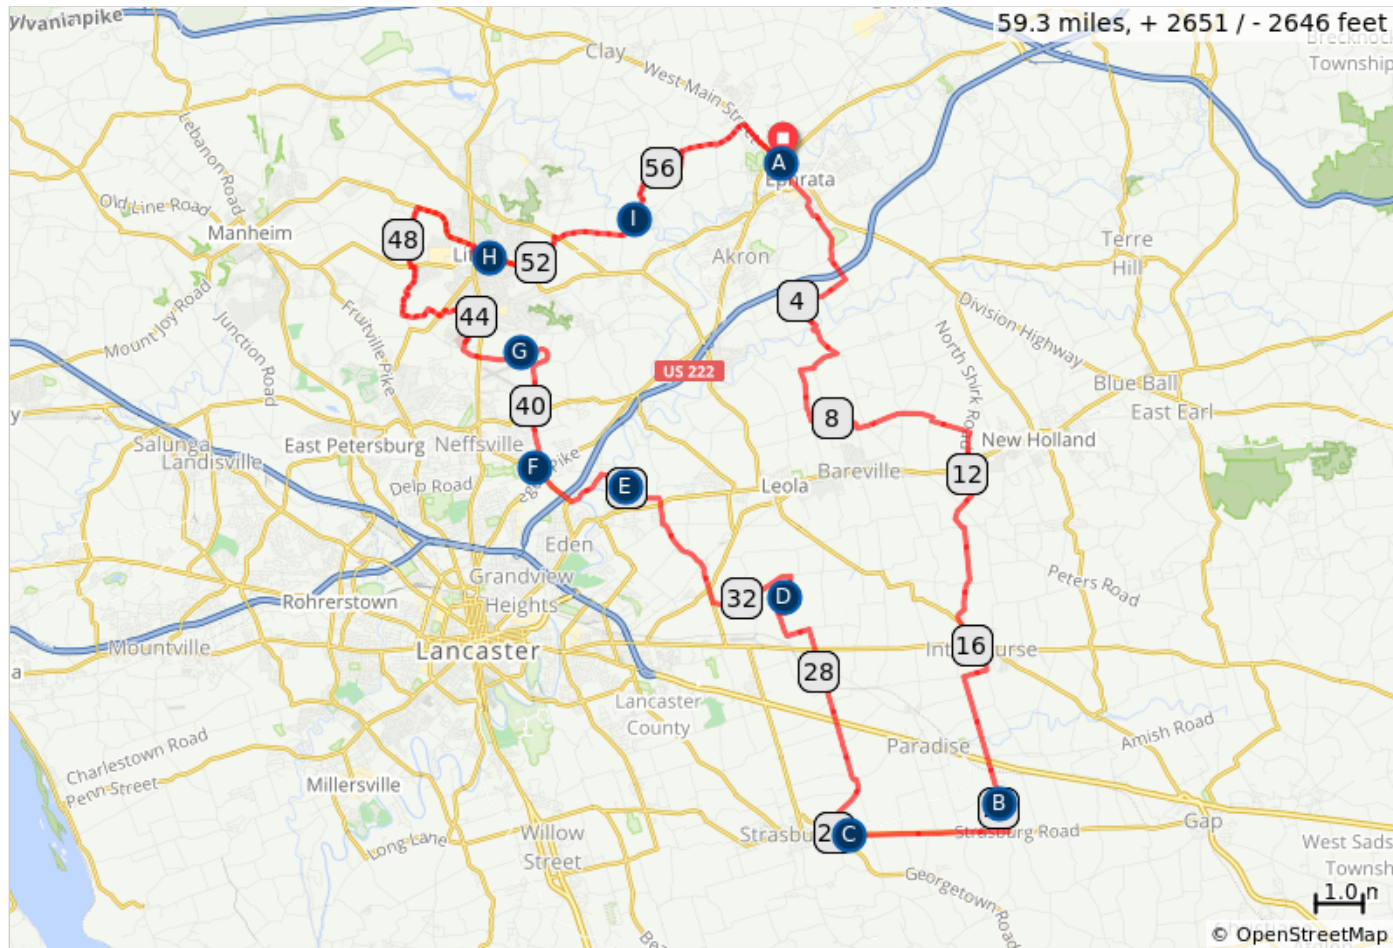 ylvaniapike
59.3 miles, + 2651 / - 2646 feet
Brecknock
Township
Clay
West Main Street
Lebanon Road
56
A
Ephrata
Old Line Road
Manheim
48
I
H
52
Akron
Terre
Hill
4
Mount Joy Road
Junction Road
Fruitville Pike
44
G
Division Highway
North Shirk Road
US 222
Blue Ball
East Earl
40
8
y
Salunga
Landisville
East Petersburg
Neffsville
New Holland
Bareville
12
F
Delp Road
Pike
E
Leola
Eden
Grandview
Heights
Peters Road
Rohrerstown
32
D
Mountville
Lancaster
16
28
a
Lancaster
County
Amish Road
Paradise
Charlestown Road
Penn Street
Millersville
B
C
Strasburg Road
Gap
Long Lane
Willow
Street
West Sads
Townsh
Georgetown Road
1.0
© OpenStreetMap